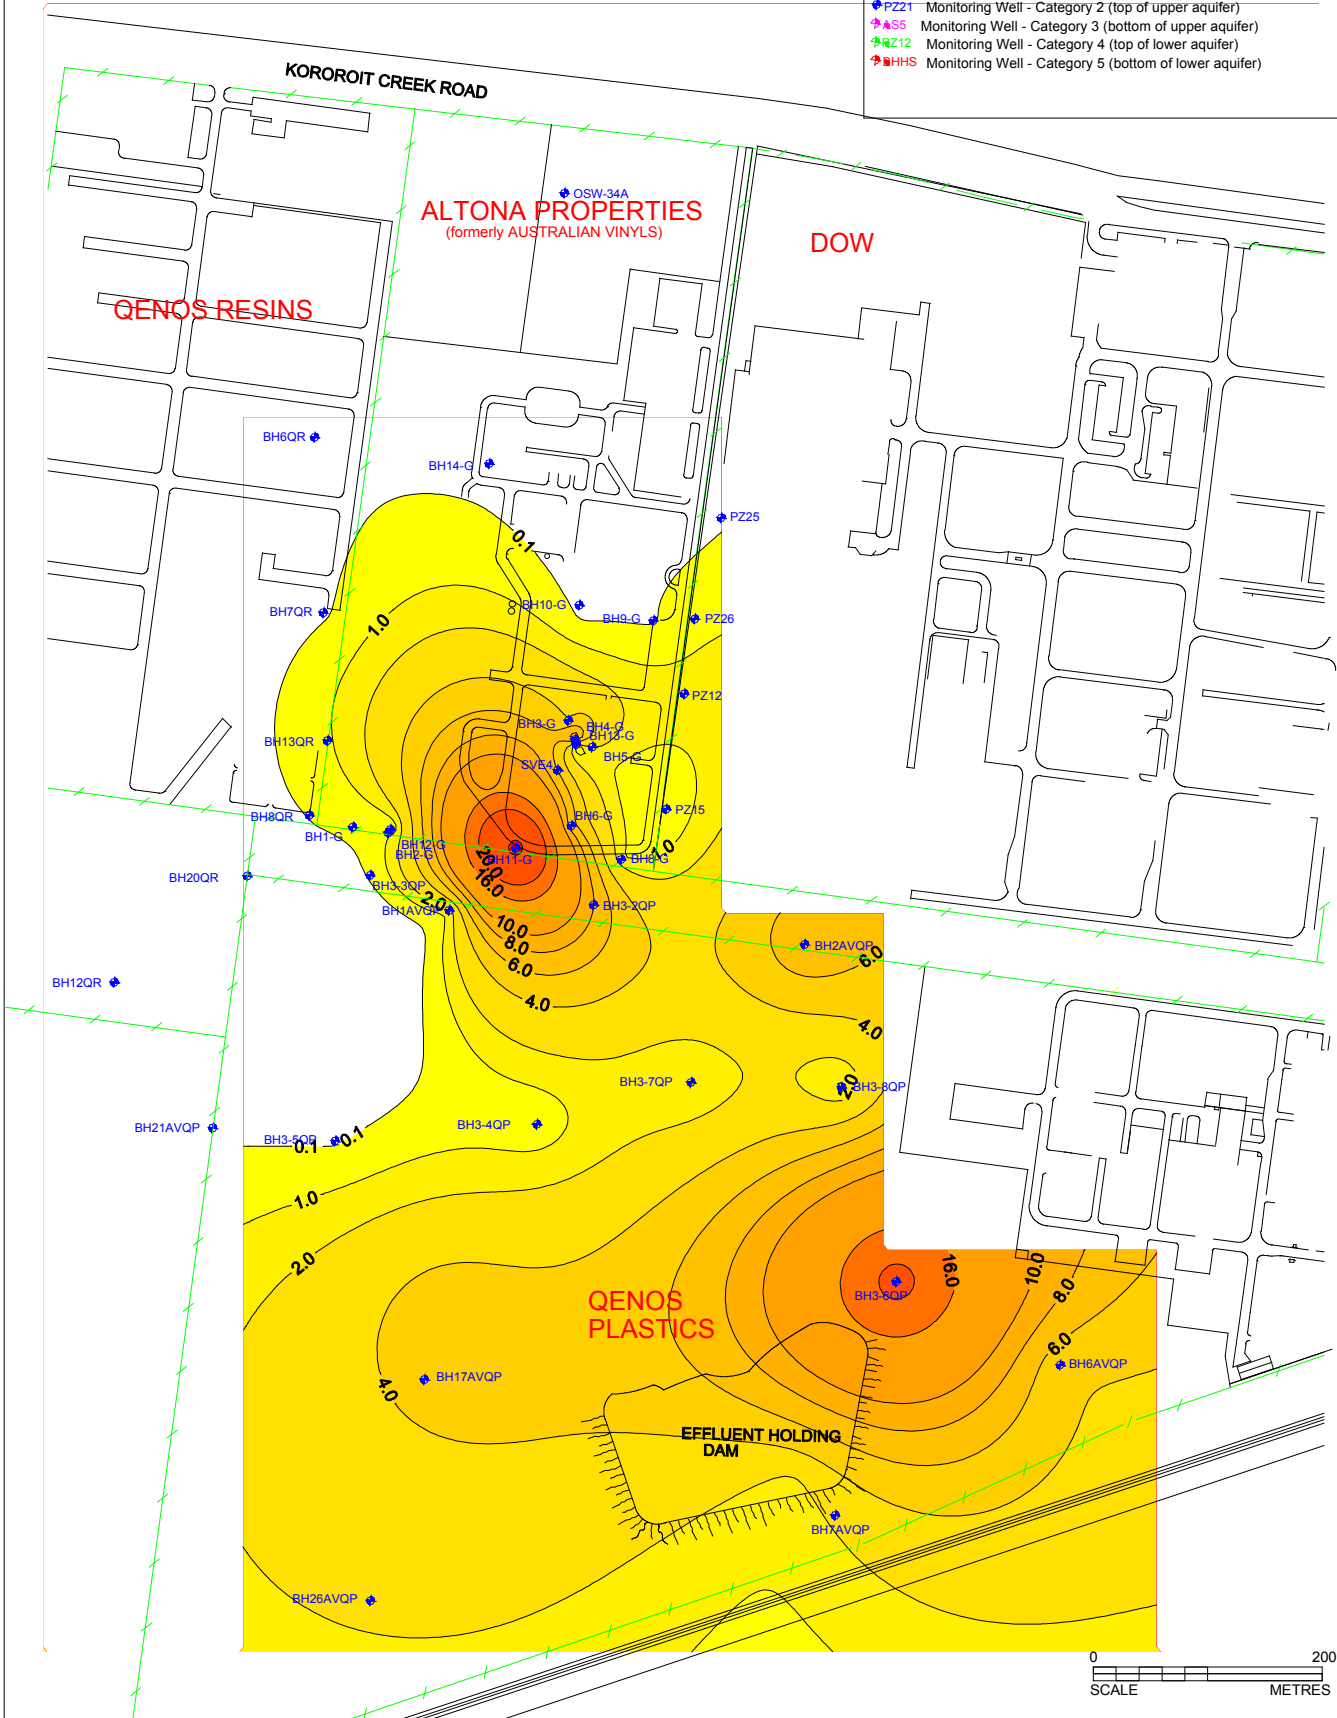 PZ21 Monitoring Well - Category 2 (top of upper aquifer)
AS5 Monitoring Well - Category 3 (bottom of upper aquifer)
PZ12 Monitoring Well - Category 4 (top of lower aquifer)
BHHS Monitoring Well - Category 5 (bottom of lower aquifer)
KOROROIT CREEK ROAD
OSW-34A
ALTONA PROPERTIES
(formerly AUSTRALIAN VINYLS)
DOW
QENOS RESINS
BH6QR
BH14-G
PZ25
0.1
BH7QR
BH10-G
BH9-G
PZ26
1.0
PZ12
BH3-G
BH4-G
BH13QR
BH13-G
BH5-G
SVE4
PZ15
BH8QR
BH6-G
BH1-G
BH12-G
BH2-G
BH11-G
BH8-G
1.0
20.0
16.0
BH20QR
BH3-3QP
2.0
BH1AVQP
BH3-2QP
10.0
8.0
6.0
BH2AVQP
6.0
BH12QR
4.0
4.0
BH3-7QP
2.0
BH3-8QP
BH21AVQP
BH3-4QP
BH3-5QP
0.1
0.1
1.0
2.0
16.0
10.0
8.0
BH3-6QP
QENOS
PLASTICS
6.0
BH6AVQP
BH17AVQP
4.0
EFFLUENT HOLDING
DAM
BH7AVQP
BH26AVQP
0 200
SCALE METRES